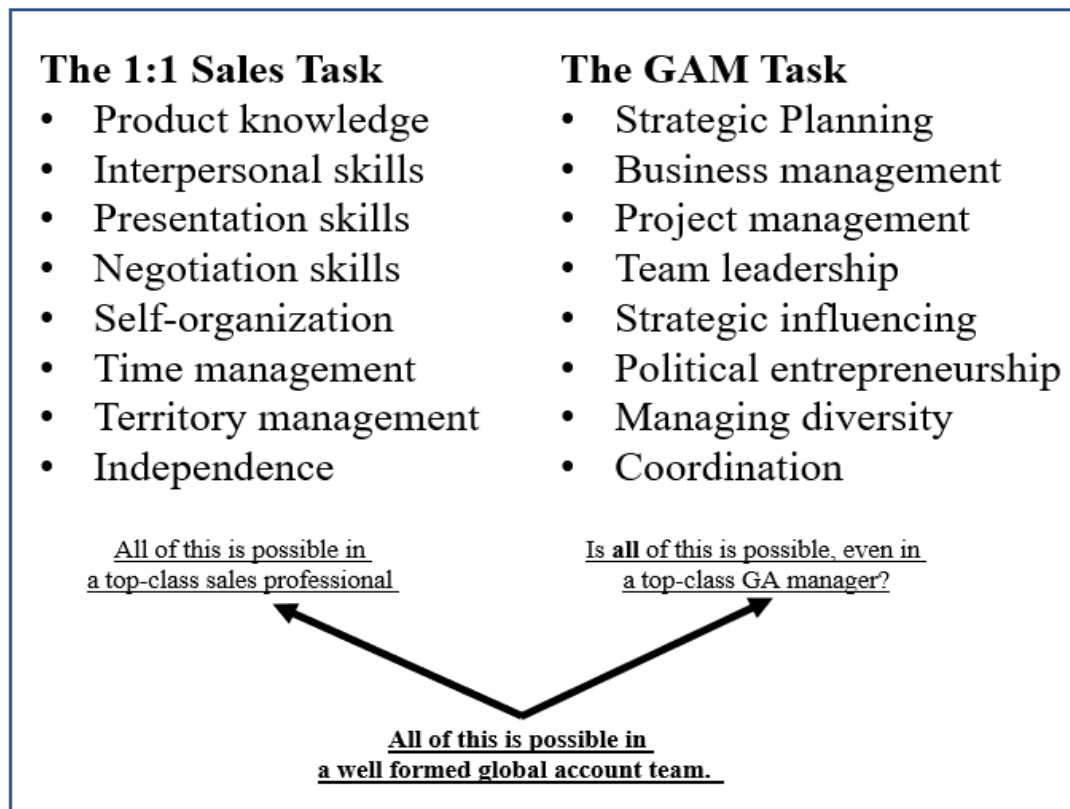 The 1:1 Sales Task
• Product knowledge
• Interpersonal skills
• Presentation skills
• Negotiation skills
• Self-organization
• Time management
• Territory management
• Independence
All of this is possible in
a top-class sales professional
The GAM Task
• Strategic Planning
• Business management
• Project management
• Team leadership
• Strategic influencing
• Political entrepreneurship
• Managing diversity
• Coordination
Is all of this is possible, even in
a top-class GA manager?
All of this is possible in
a well formed global account team.